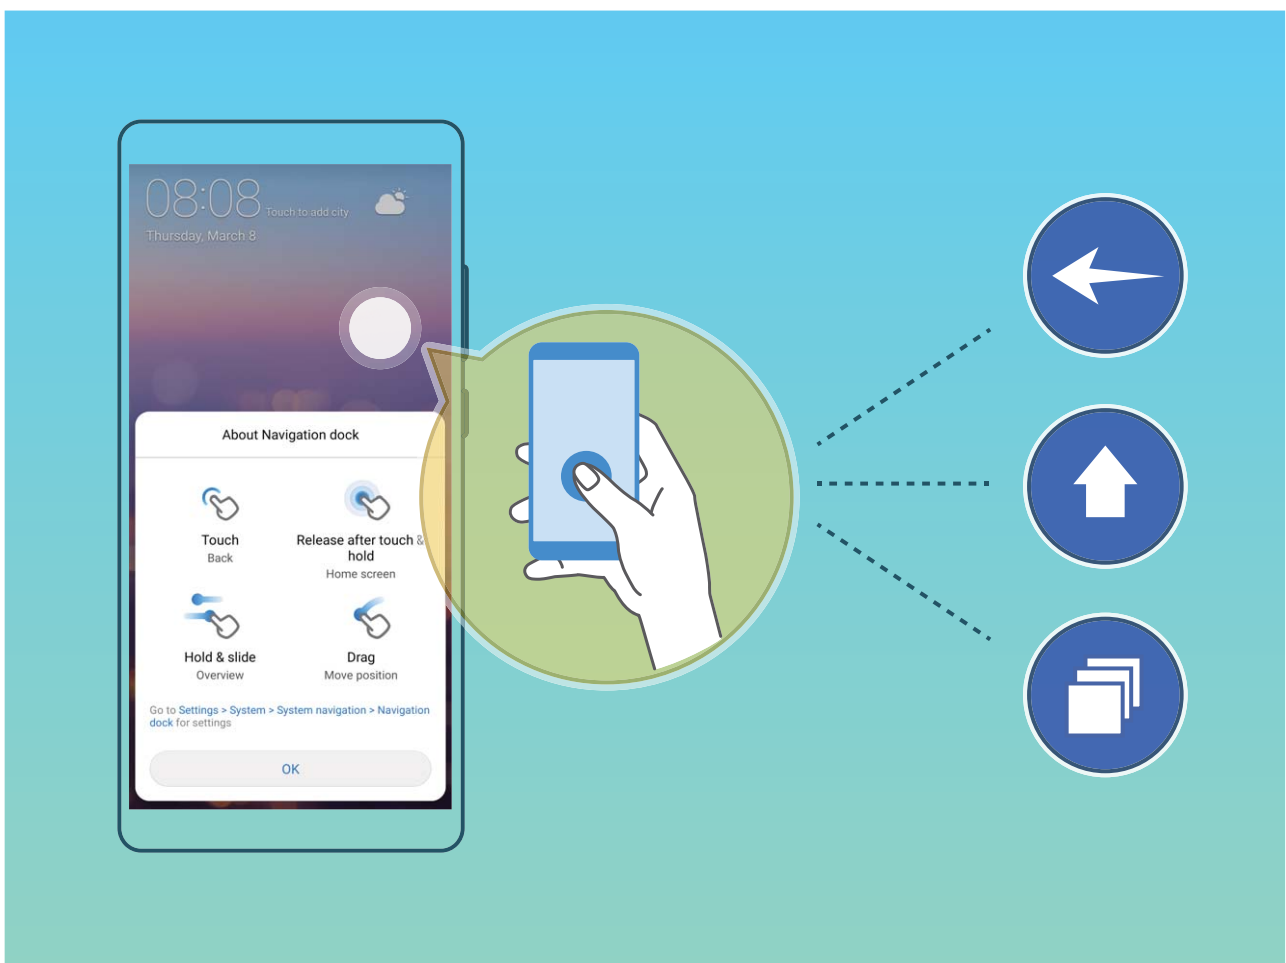 08:08 Touch to add city
Thursday, March 8
About Navigation dock
Touch
Back
Release after touch &
hold
Home screen
Hold & slide
Overview
Drag
Move position
Go to Settings > System > System navigation > Navigation
dock for settings
OK